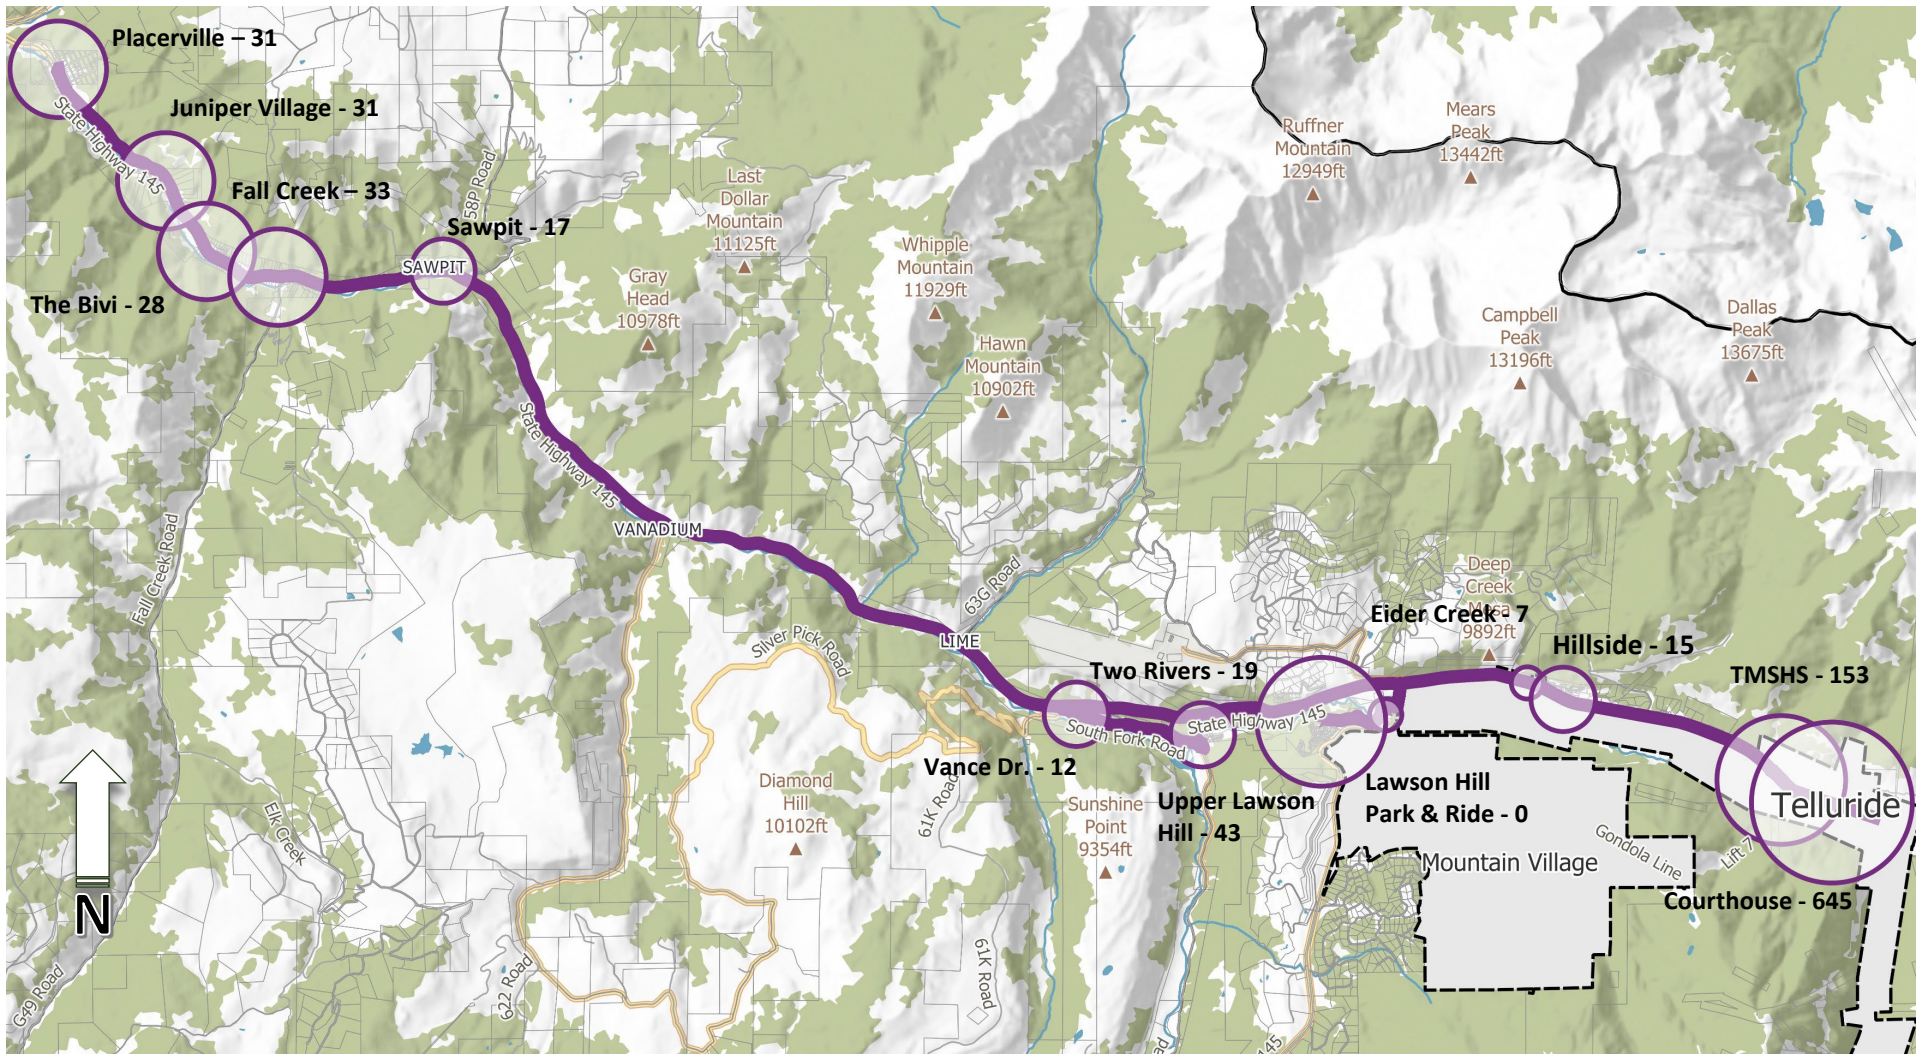 Placerville – 31
State Highway 145
Juniper Village - 31
Fall Creek – 33
58P Road
Sawpit - 17
SAWPIT
The Bivi - 28
Last
Dollar
Mountain
11125ft
Gray
Head
10978ft
Whipple
Mountain
11929ft
Hawn
Mountain
10902ft
Ruffner
Mountain
12949ft
Mears
Peak
13442ft
Campbell
Peak
13196ft
Dallas
Peak
13675ft
State Highway 145
VANADIUM
Fall Creek Road
63G Road
LIME
Silver Pick Road
Deep
Creek
Mesa
9892ft
Eider Creek - 7
Hillside - 15
Two Rivers - 19
TMSHS - 153
State Highway 145
South Fork Road
Vance Dr. - 12
61K Road
Diamond
Hill
10102ft
Sunshine
Point
9354ft
Upper Lawson
Hill - 43
Lawson Hill
Park & Ride - 0
Telluride
Elk Creek
Mountain Village
Gondola Line
Lift 7
Courthouse - 645
N
G49 Road
622 Road
61K Road
145